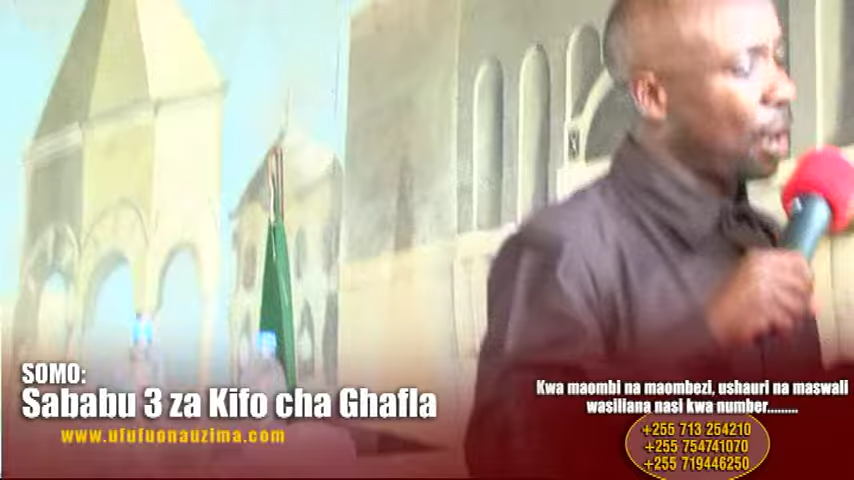 SOMO:
Sababu 3 za Kifo cha Ghafla
www.ufufuonauzima.com
Kwa maombi na maombezi, ushauri na maswali
wasiliana nasi kwa number.........
+255 713 254210
+255 754741070
+255 719446250